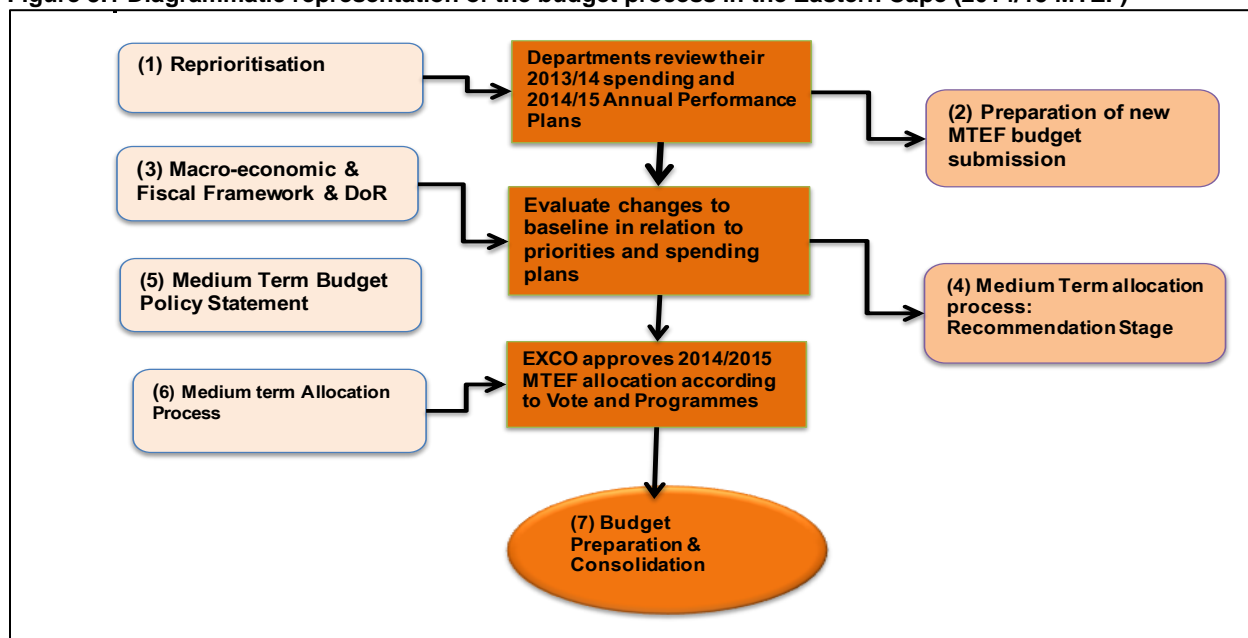 (1) Reprioritisation
Departments review their
2013/14 spending and
2014/15 Annual Performance
Plans
(2) Preparation of new
MTEF budget
submission
(3) Macro-economic &
Fiscal Framework & DoR
Evaluate changes to
baseline in relation to
priorities and spending
plans
(4) Medium Term allocation
process:
Recommendation Stage
(5) Medium Term Budget
Policy Statement
EXCO approves 2014/2015
MTEF allocation according
to Vote and Programmes
(6) Medium term Allocation
Process
(7) Budget
Preparation &
Consolidation